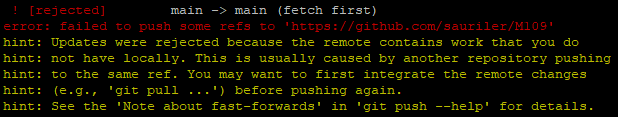 ! [rejected]        main -> main (fetch first)
error: failed to push some refs to 'https://github.com/sauriler/M109'
hint: Updates were rejected because the remote contains work that you do
hint: not have locally. This is usually caused by another repository pushing
hint: to the same ref. You may want to first integrate the remote changes
hint: (e.g., 'git pull ...') before pushing again.
hint: See the 'Note about fast-forwards' in 'git push --help' for details.